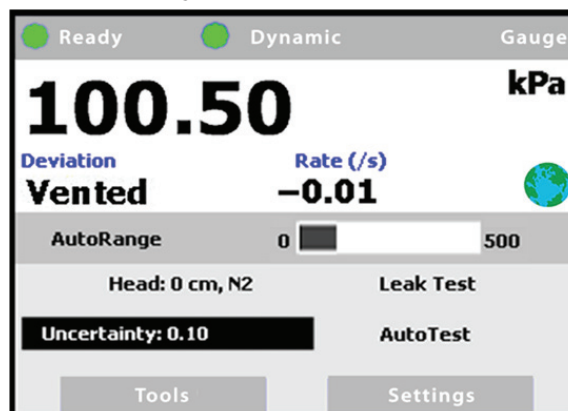 Ready Dynamic Gauge
kPa
100.50
Deviation Rate (/s)
Vented −0.01
AutoRange 0 500
Head: 0 cm, N2 Leak Test
Uncertainty: 0.10 AutoTest
Tools Settings